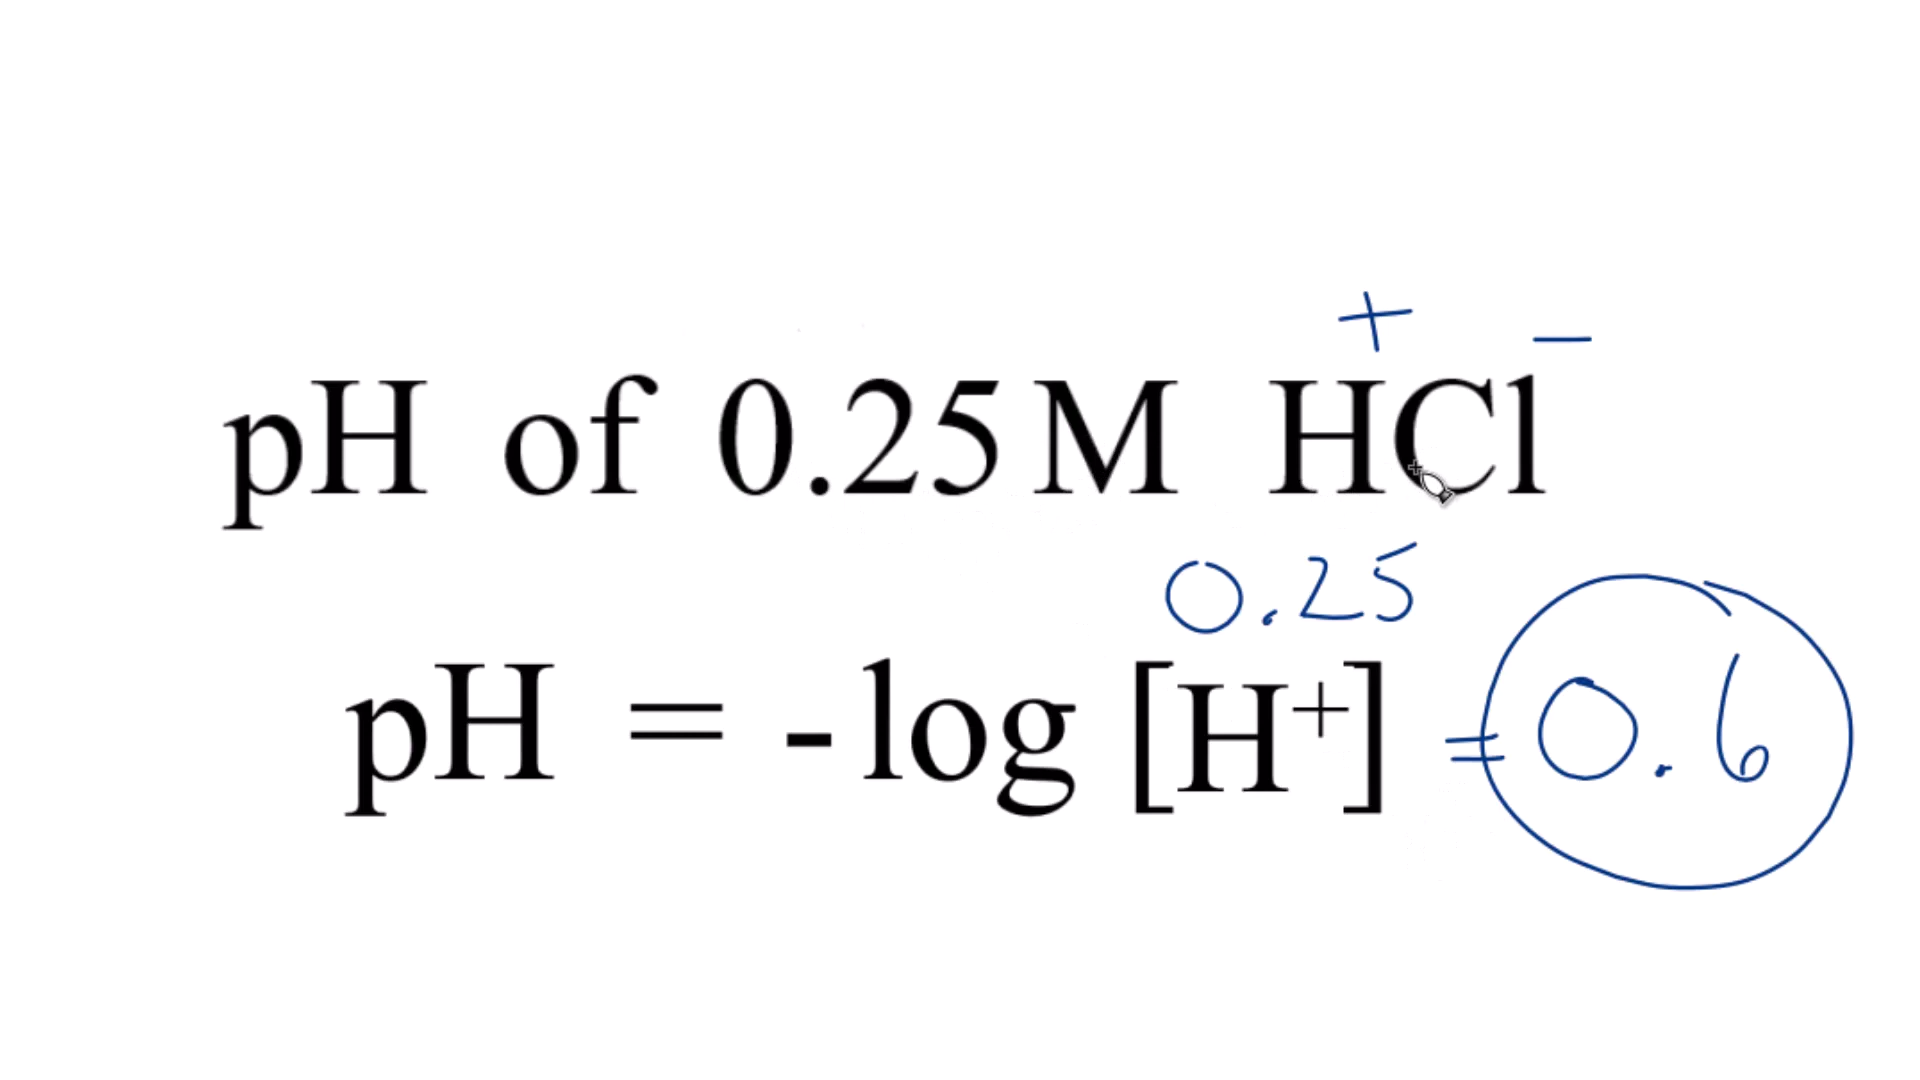 + −
pH of 0.25 M HCl
0.25
pH = -log [H⁺] = 0.6